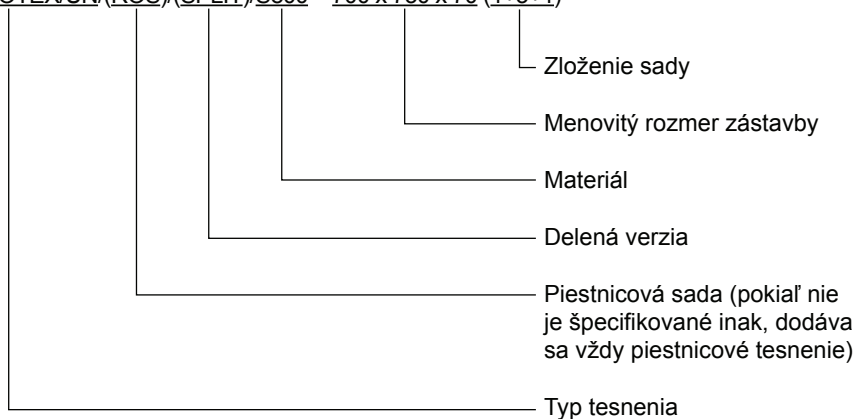 Zloženie sady
Menovitý rozmer zástavby
Materiál
Delená verzia
Piestnicová sada (pokiaľ nie
je špecifikované inak, dodáva
sa vždy piestnicové tesnenie)
Typ tesnenia